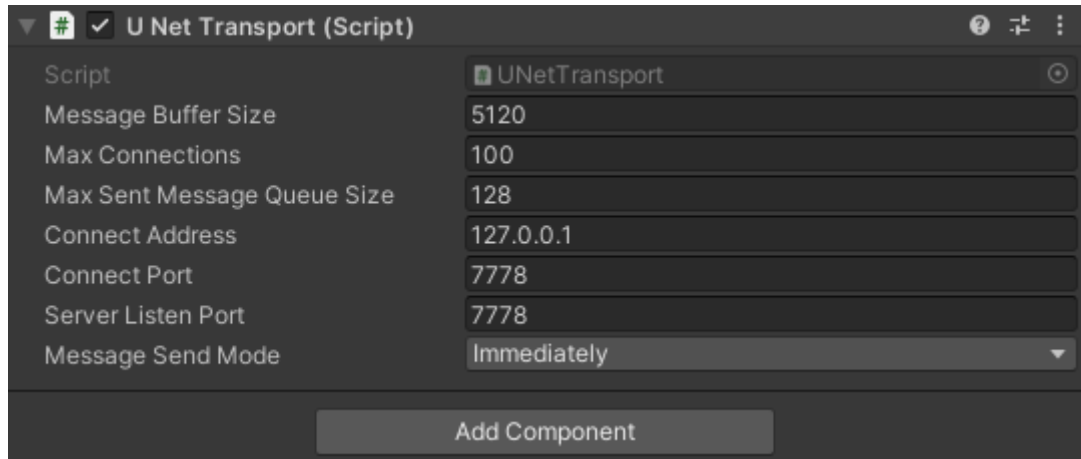 U Net Transport (Script)
Script UNetTransport
Message Buffer Size 5120
Max Connections 100
Max Sent Message Queue Size 128
Connect Address 127.0.0.1
Connect Port 7778
Server Listen Port 7778
Message Send Mode Immediately
Add Component